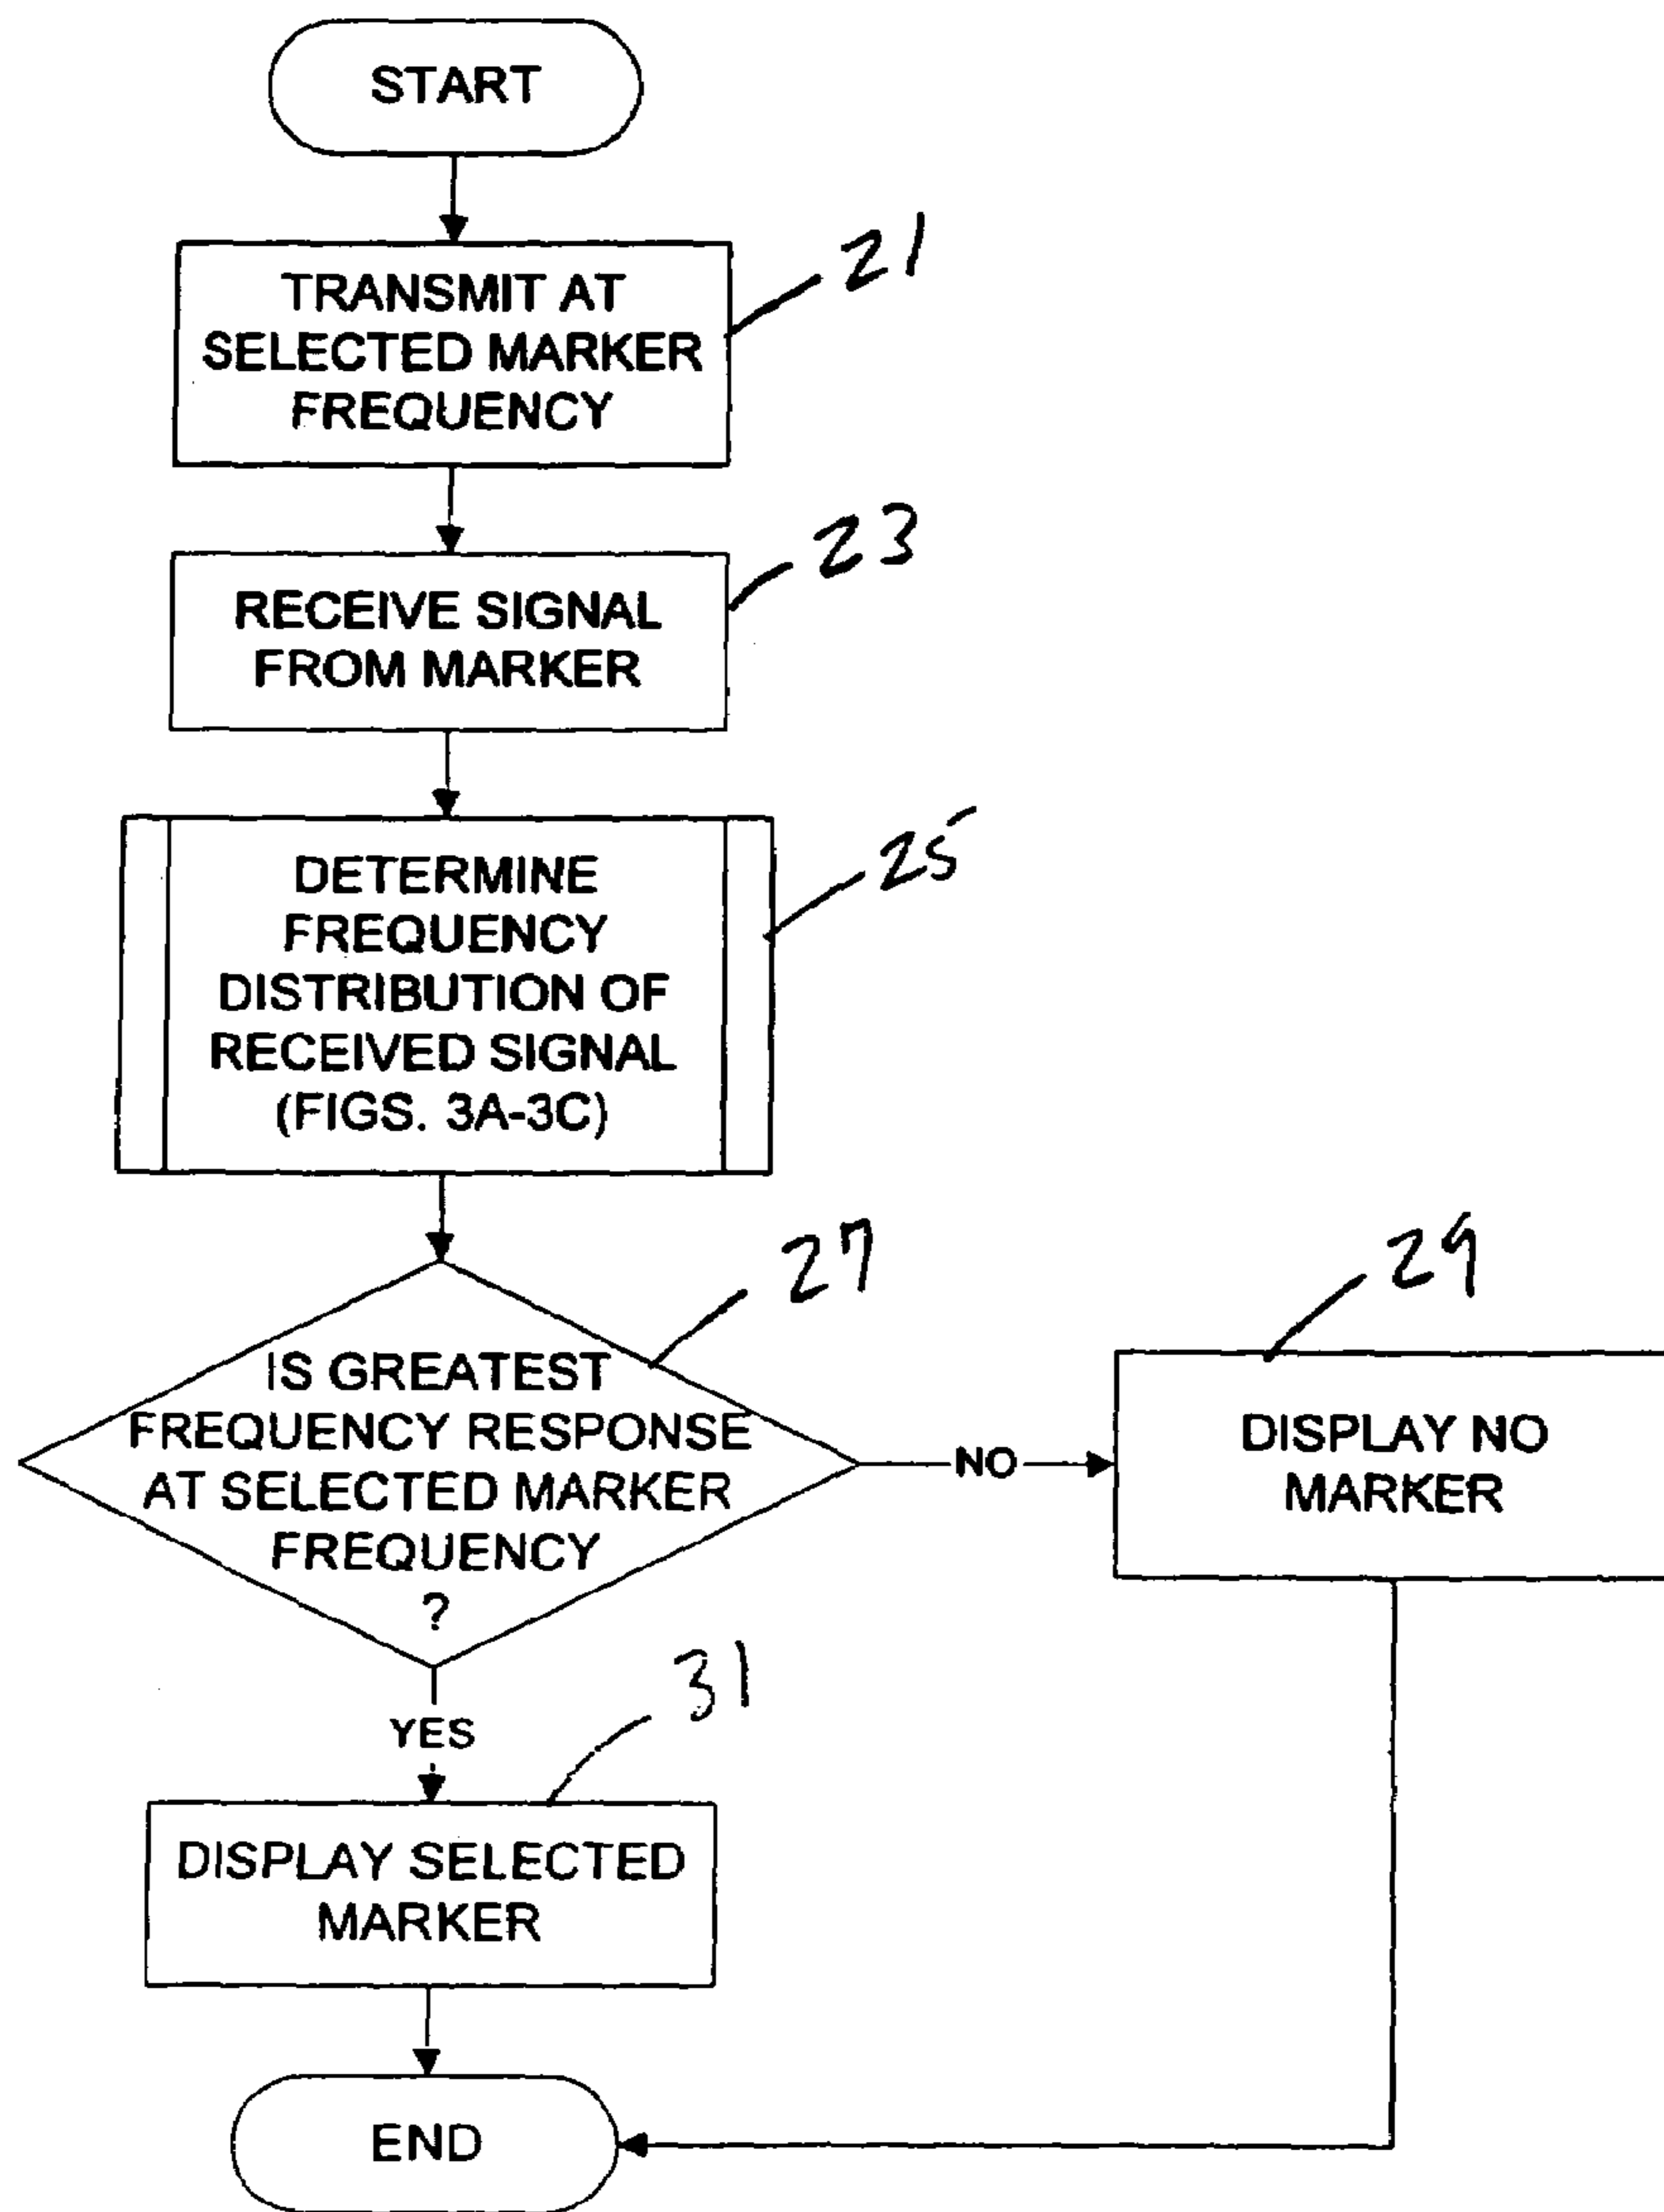 START
TRANSMIT AT
SELECTED MARKER
FREQUENCY
21
RECEIVE SIGNAL
FROM MARKER
23
DETERMINE
FREQUENCY
DISTRIBUTION OF
RECEIVED SIGNAL
(FIGS. 3A-3C)
25
IS GREATEST
FREQUENCY RESPONSE
AT SELECTED MARKER
FREQUENCY
?
27
NO
DISPLAY NO
MARKER
29
YES
DISPLAY SELECTED
MARKER
31
END